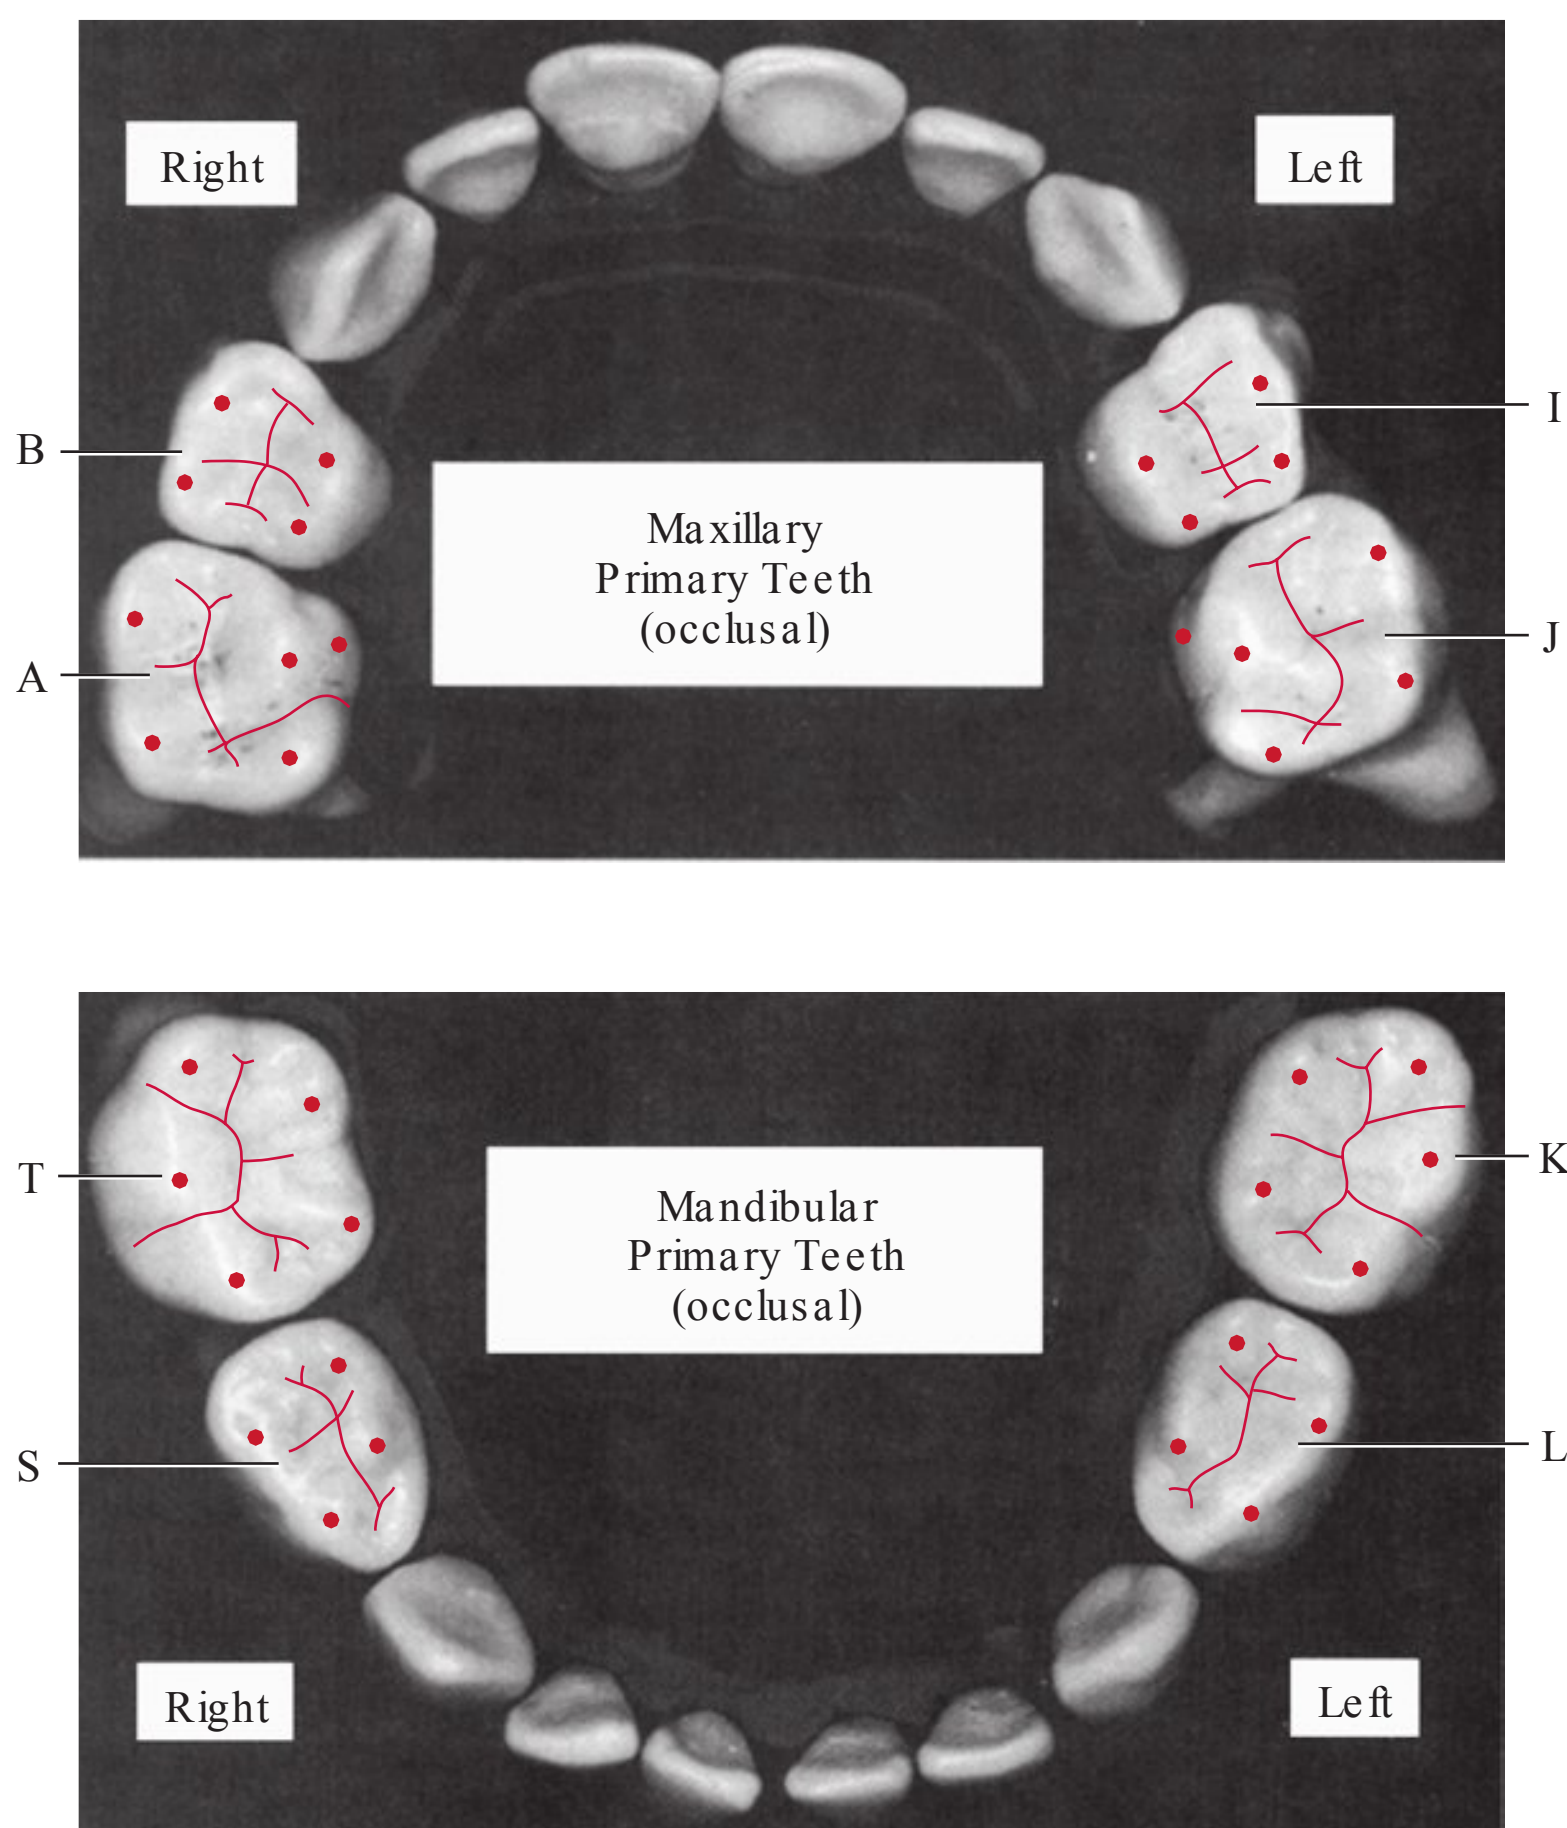 Right
Left
B
I
Maxillary
Primary Teeth
(occlusal)
A
J
Mandibular
Primary Teeth
(occlusal)
T
K
S
L
Right
Left